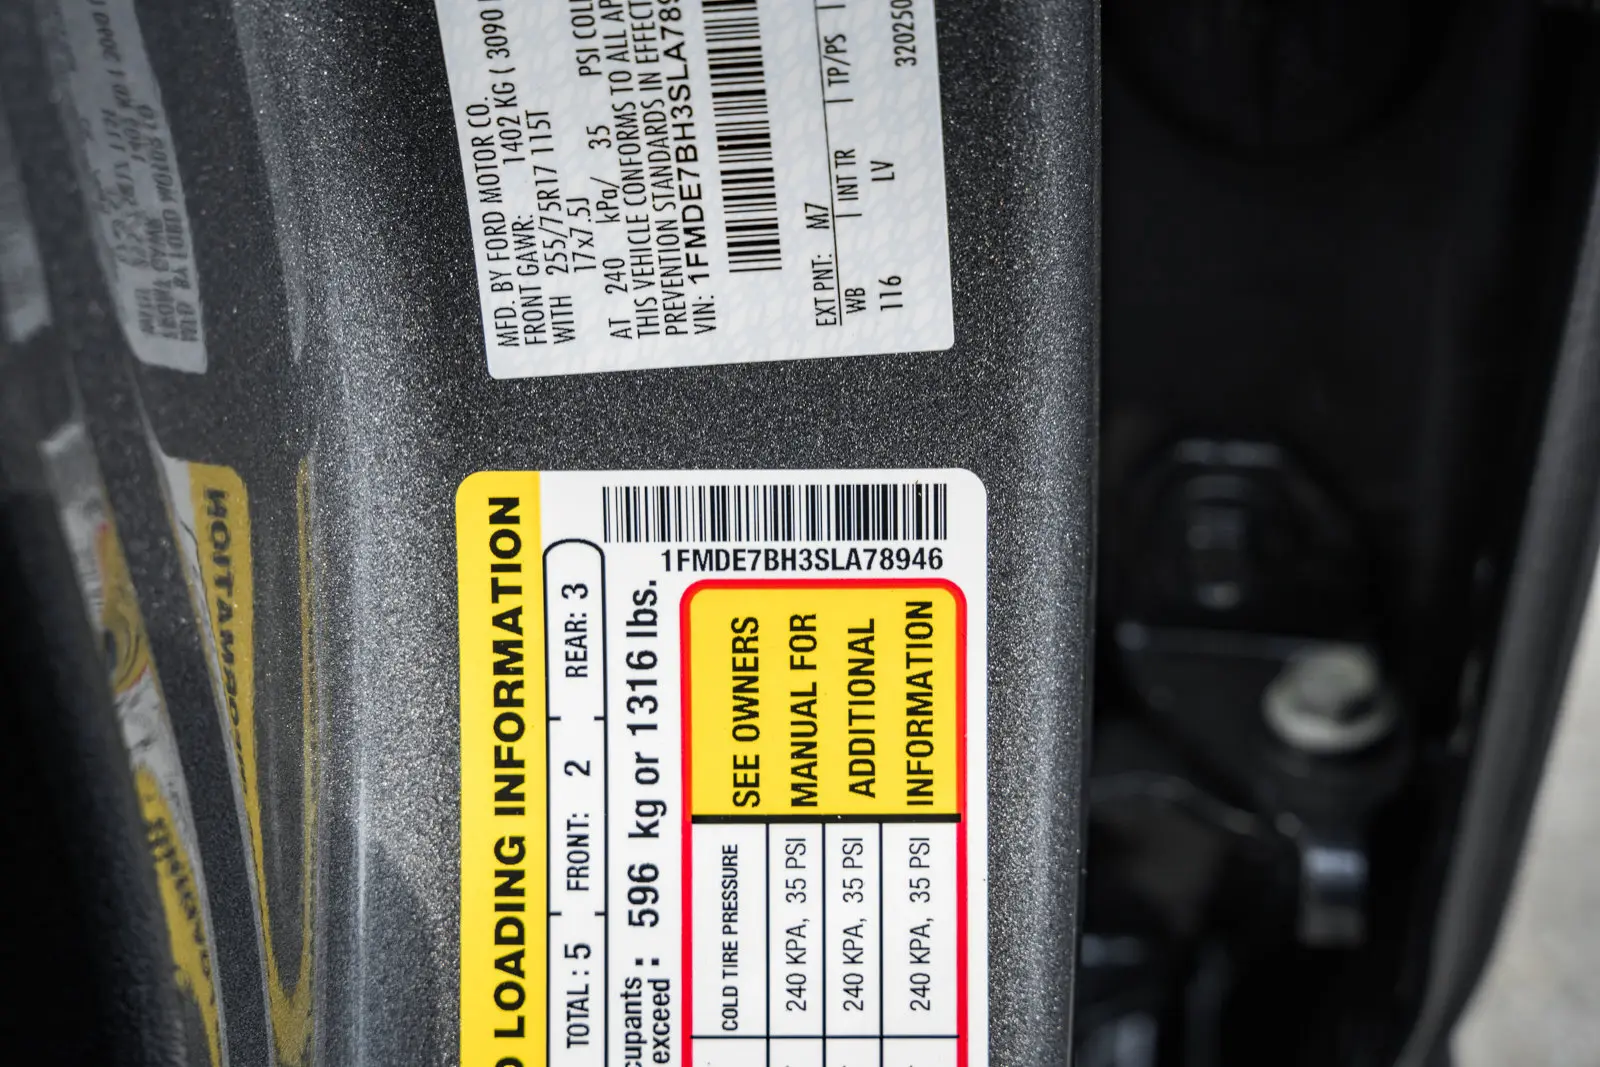 MFD. BY FORD MOTOR CO.
FRONT GAWR: 1402 KG ( 3090
WITH 255/75R17 115T
17x7.5J
AT 240 kPa/ 35 PSI COL
THIS VEHICLE CONFORMS TO ALL AP
PREVENTION STANDARDS IN EFFECT
VIN: 1FMDE7BH3SLA789
EXT PNT: M7
WB INT TR TP/PS
116 LV 320250
LOADING INFORMATION
TOTAL : 5 FRONT: 2 REAR: 3
cupants
exceed : 596 kg or 1316 lbs.
1FMDE7BH3SLA78946
COLD TIRE PRESSURE
240 KPA, 35 PSI
240 KPA, 35 PSI
240 KPA, 35 PSI
SEE OWNERS
MANUAL FOR
ADDITIONAL
INFORMATION